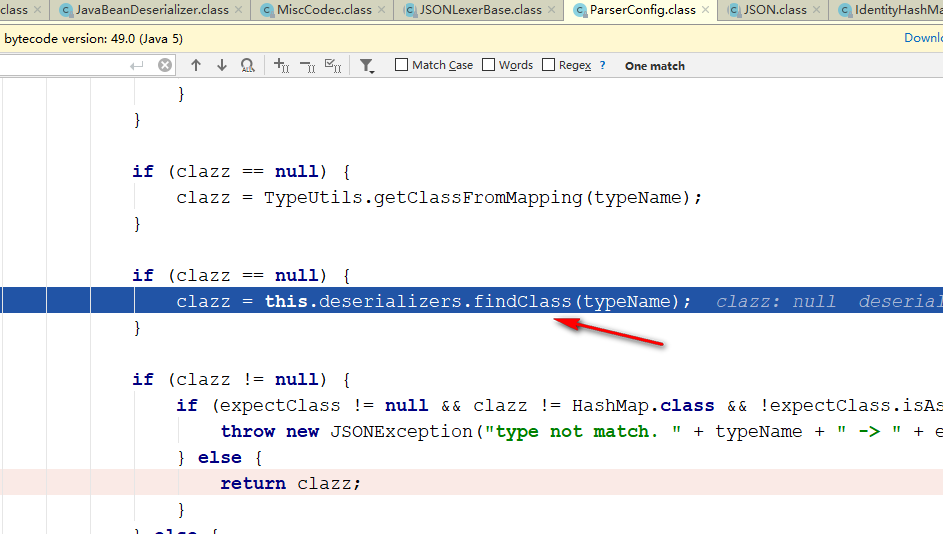 class JavaBeanDeserializer.class MiscCodec.class JSONLexerBase.class ParserConfig.class JSON.class IdentityHashMa
bytecode version: 49.0 (Java 5) Downlo
Match Case Words Regex ? One match
}
}
if (clazz == null) {
clazz = TypeUtils.getClassFromMapping(typeName);
}
if (clazz == null) {
clazz = this.deserializers.findClass(typeName); clazz: null deserial
}
if (clazz != null) {
if (expectClass != null && clazz != HashMap.class && !expectClass.isAs
throw new JSONException("type not match. " + typeName + " -> " + e
} else {
return clazz;
}
} else {